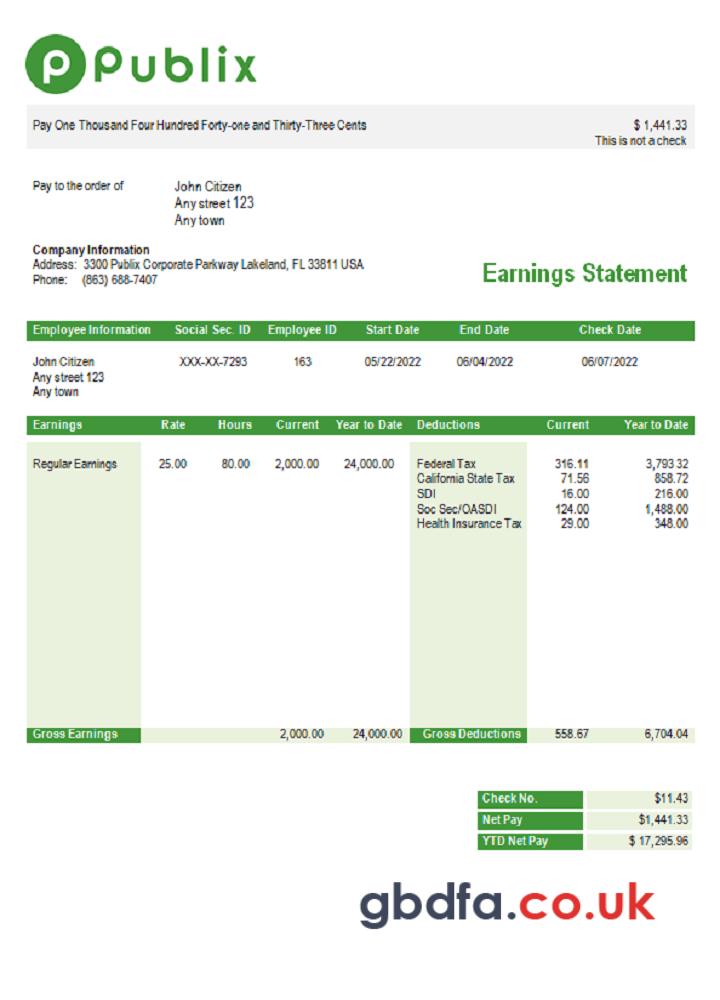 Publix
Pay One Thousand Four Hundred Forty-one and Thirty-Three Cents $ 1,441.33
This is not a check
Pay to the order of John Citizen
Any street 123
Any town
Company Information
Address: 3300 Publix Corporate Parkway Lakeland, FL 33811 USA
Phone: (863) 688-7407
Earnings Statement
Employee Information Social Sec. ID Employee ID Start Date End Date Check Date
John Citizen XXX-XX-7293 163 05/22/2022 06/04/2022 06/07/2022
Any street 123
Any town
Earnings Rate Hours Current Year to Date Deductions Current Year to Date
Regular Earnings 25.00 80.00 2,000.00 24,000.00 Federal Tax 316.11 3,793 32
California State Tax 71.56 858.72
SDI 16.00 216.00
Soc Sec/OASDI 124.00 1,488.00
Health Insurance Tax 29.00 348.00
Gross Earnings 2,000.00 24,000.00 Gross Deductions 558.67 6,704.04
Check No. $11.43
Net Pay $1,441.33
YTD Net Pay $ 17,295.96
gbdfa.co.uk